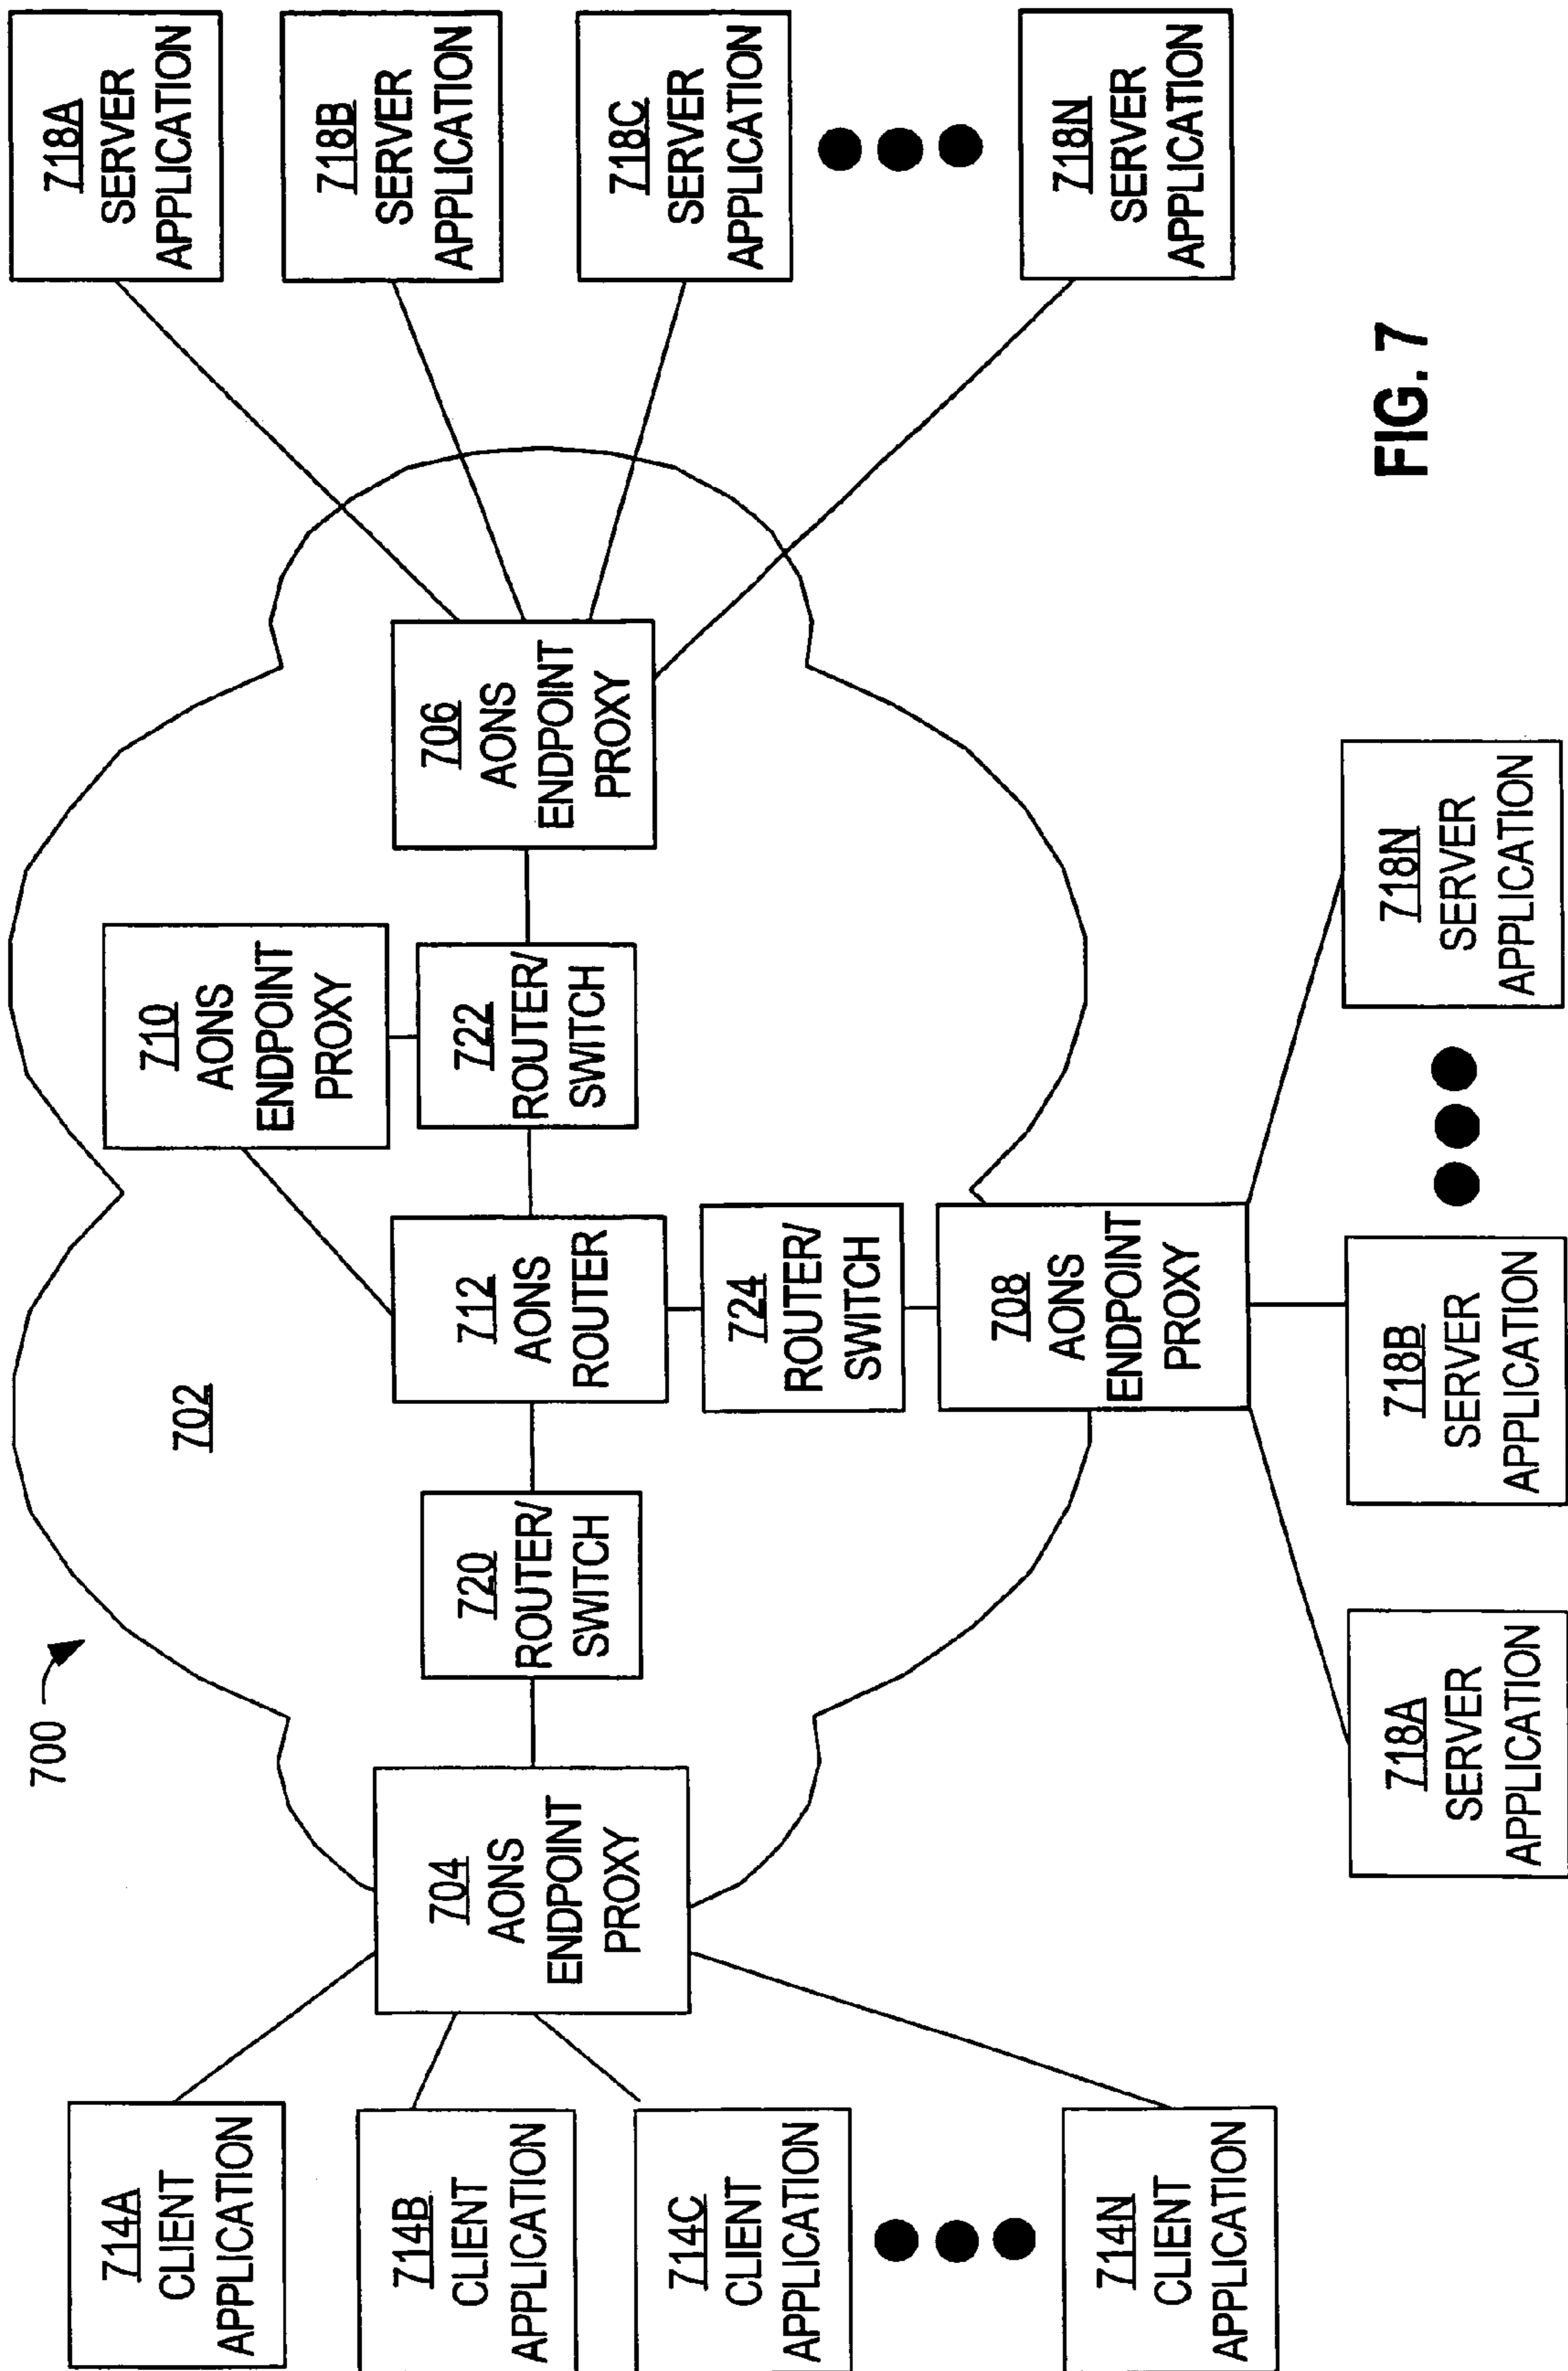 700
702
714A
CLIENT
APPLICATION
714B
CLIENT
APPLICATION
714C
CLIENT
APPLICATION
714N
CLIENT
APPLICATION
704
AONS
ENDPOINT
PROXY
720
ROUTER/
SWITCH
712
AONS
ROUTER
710
AONS
ENDPOINT
PROXY
722
ROUTER/
SWITCH
706
AONS
ENDPOINT
PROXY
724
ROUTER/
SWITCH
708
AONS
ENDPOINT
PROXY
718A
SERVER
APPLICATION
718B
SERVER
APPLICATION
718C
SERVER
APPLICATION
718N
SERVER
APPLICATION
718A
SERVER
APPLICATION
718B
SERVER
APPLICATION
718N
SERVER
APPLICATION
FIG. 7